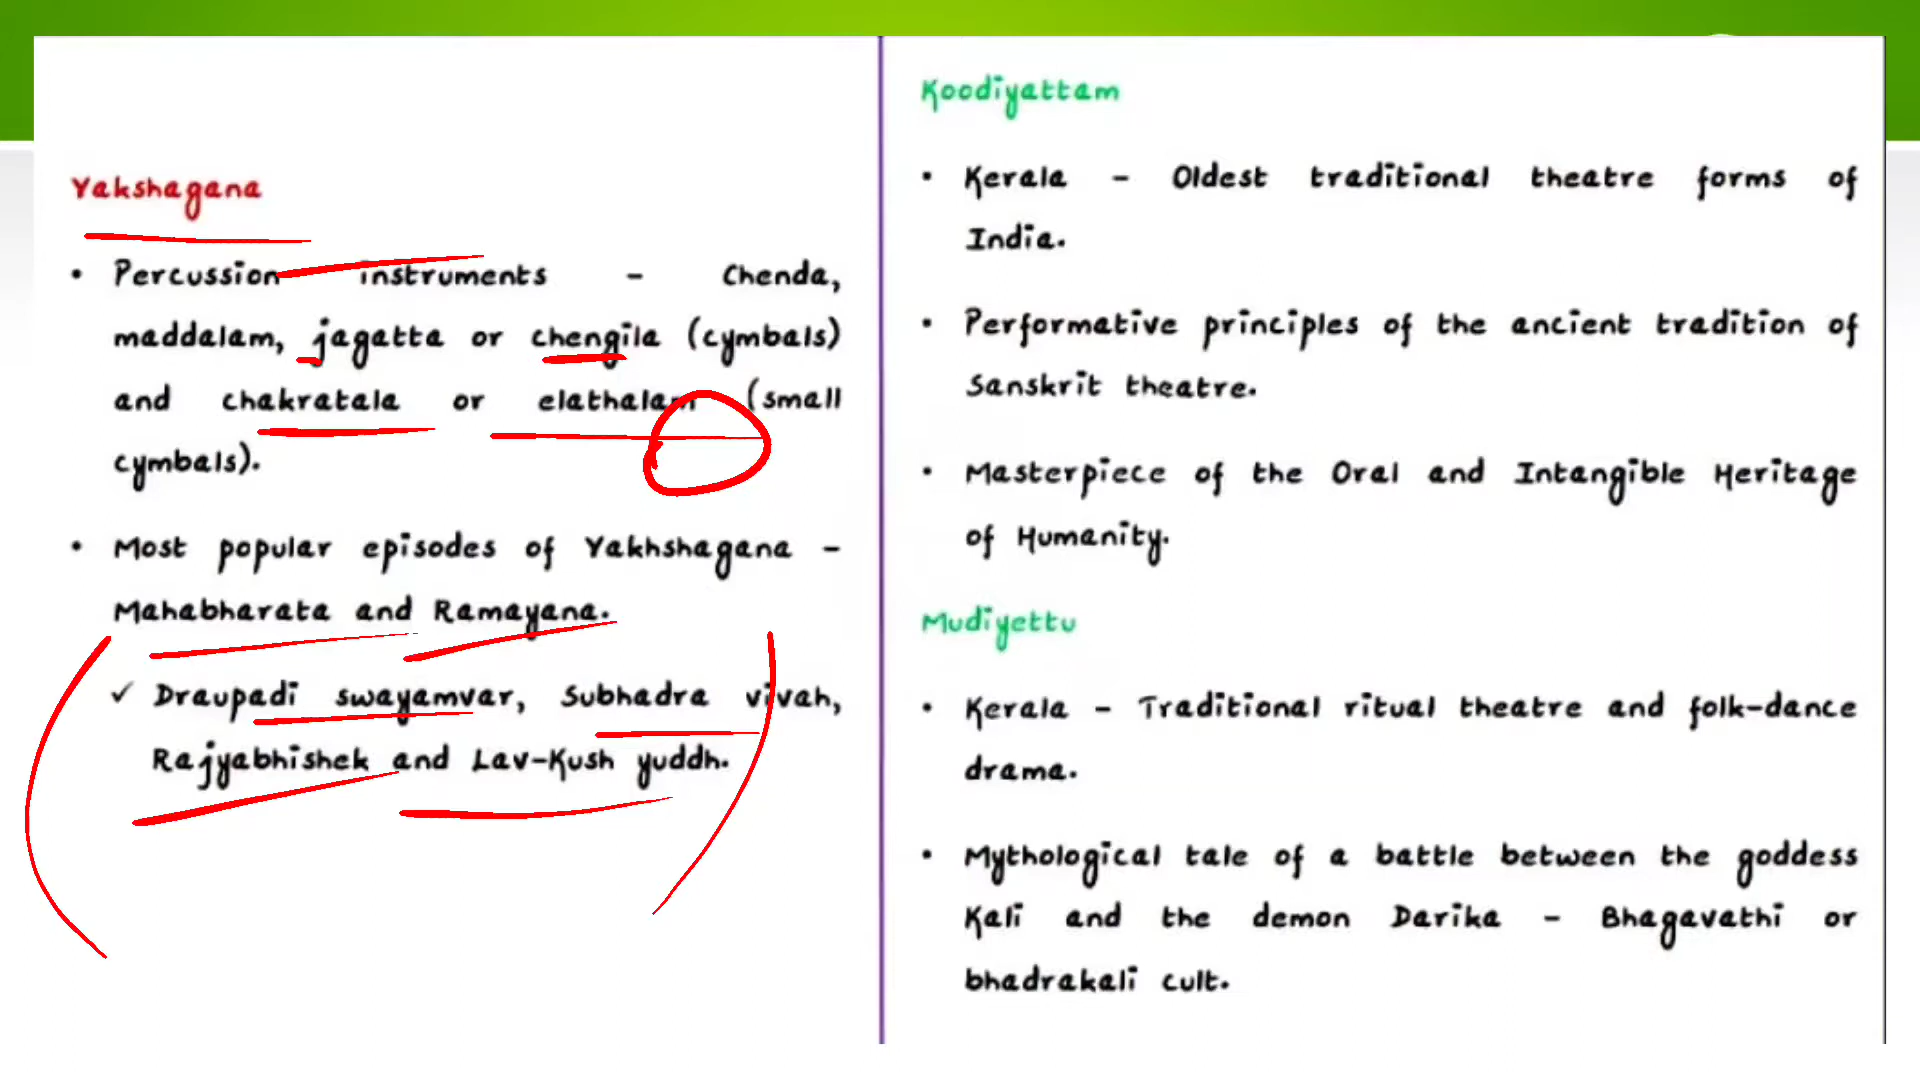 Yakshagana
• Percussion instruments - Chenda,
maddalam, jagatta or chengila (cymbals)
and chakratala or elathalam (small
cymbals).
• Most popular episodes of Yakhshagana -
Mahabharata and Ramayana.
✓ Draupadi swayamvar, Subhadra vivah,
Rajyabhishek and Lav-Kush yuddh.
Koodiyattam
• Kerala - Oldest traditional theatre forms of
India.
• Performative principles of the ancient tradition of
Sanskrit theatre.
• Masterpiece of the Oral and Intangible Heritage
of Humanity.
Mudiyettu
• Kerala - Traditional ritual theatre and folk-dance
drama.
• Mythological tale of a battle between the goddess
Kali and the demon Darika - Bhagavathi or
bhadrakali cult.